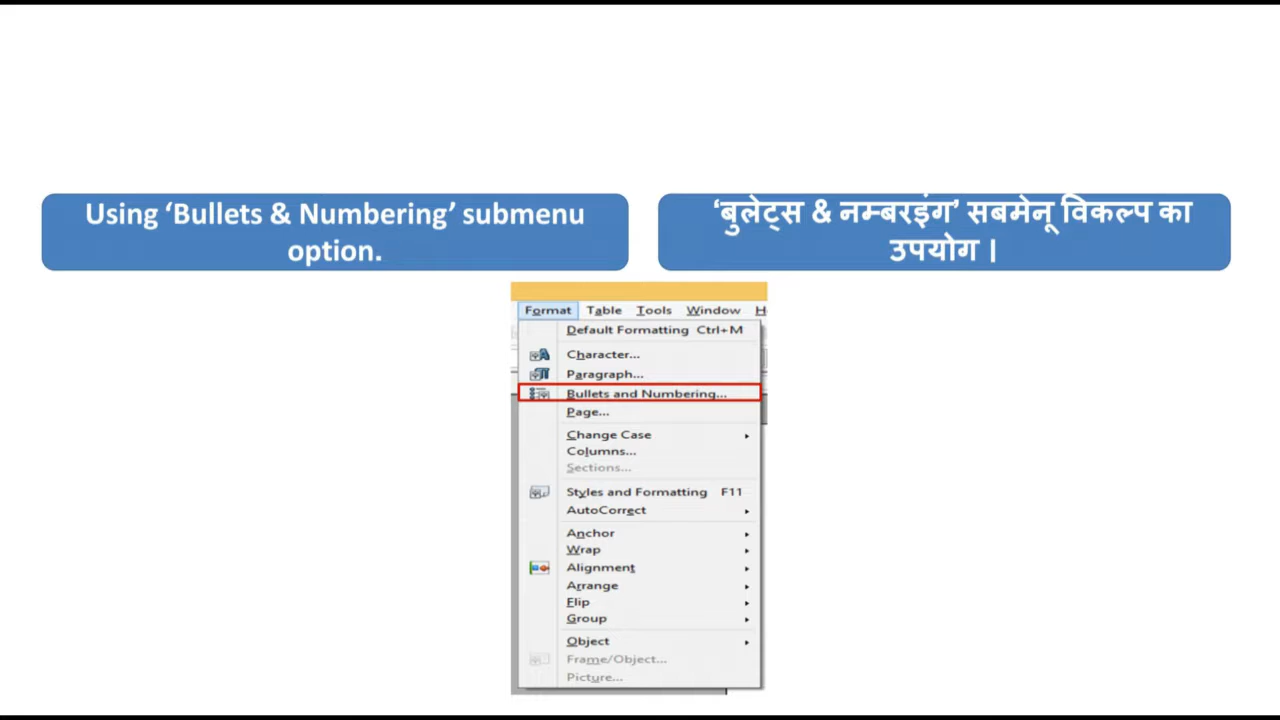 Using ‘Bullets & Numbering’ submenu
option.
‘बुलेट्स & नम्बरइंग’ सबमेनू विकल्प का
उपयोग |
Format Table Tools Window H
Default Formatting Ctrl+M
Character...
Paragraph...
Bullets and Numbering...
Page...
Change Case
Columns...
Sections...
Styles and Formatting F11
AutoCorrect
Anchor
Wrap
Alignment
Arrange
Flip
Group
Object
Frame/Object...
Picture...